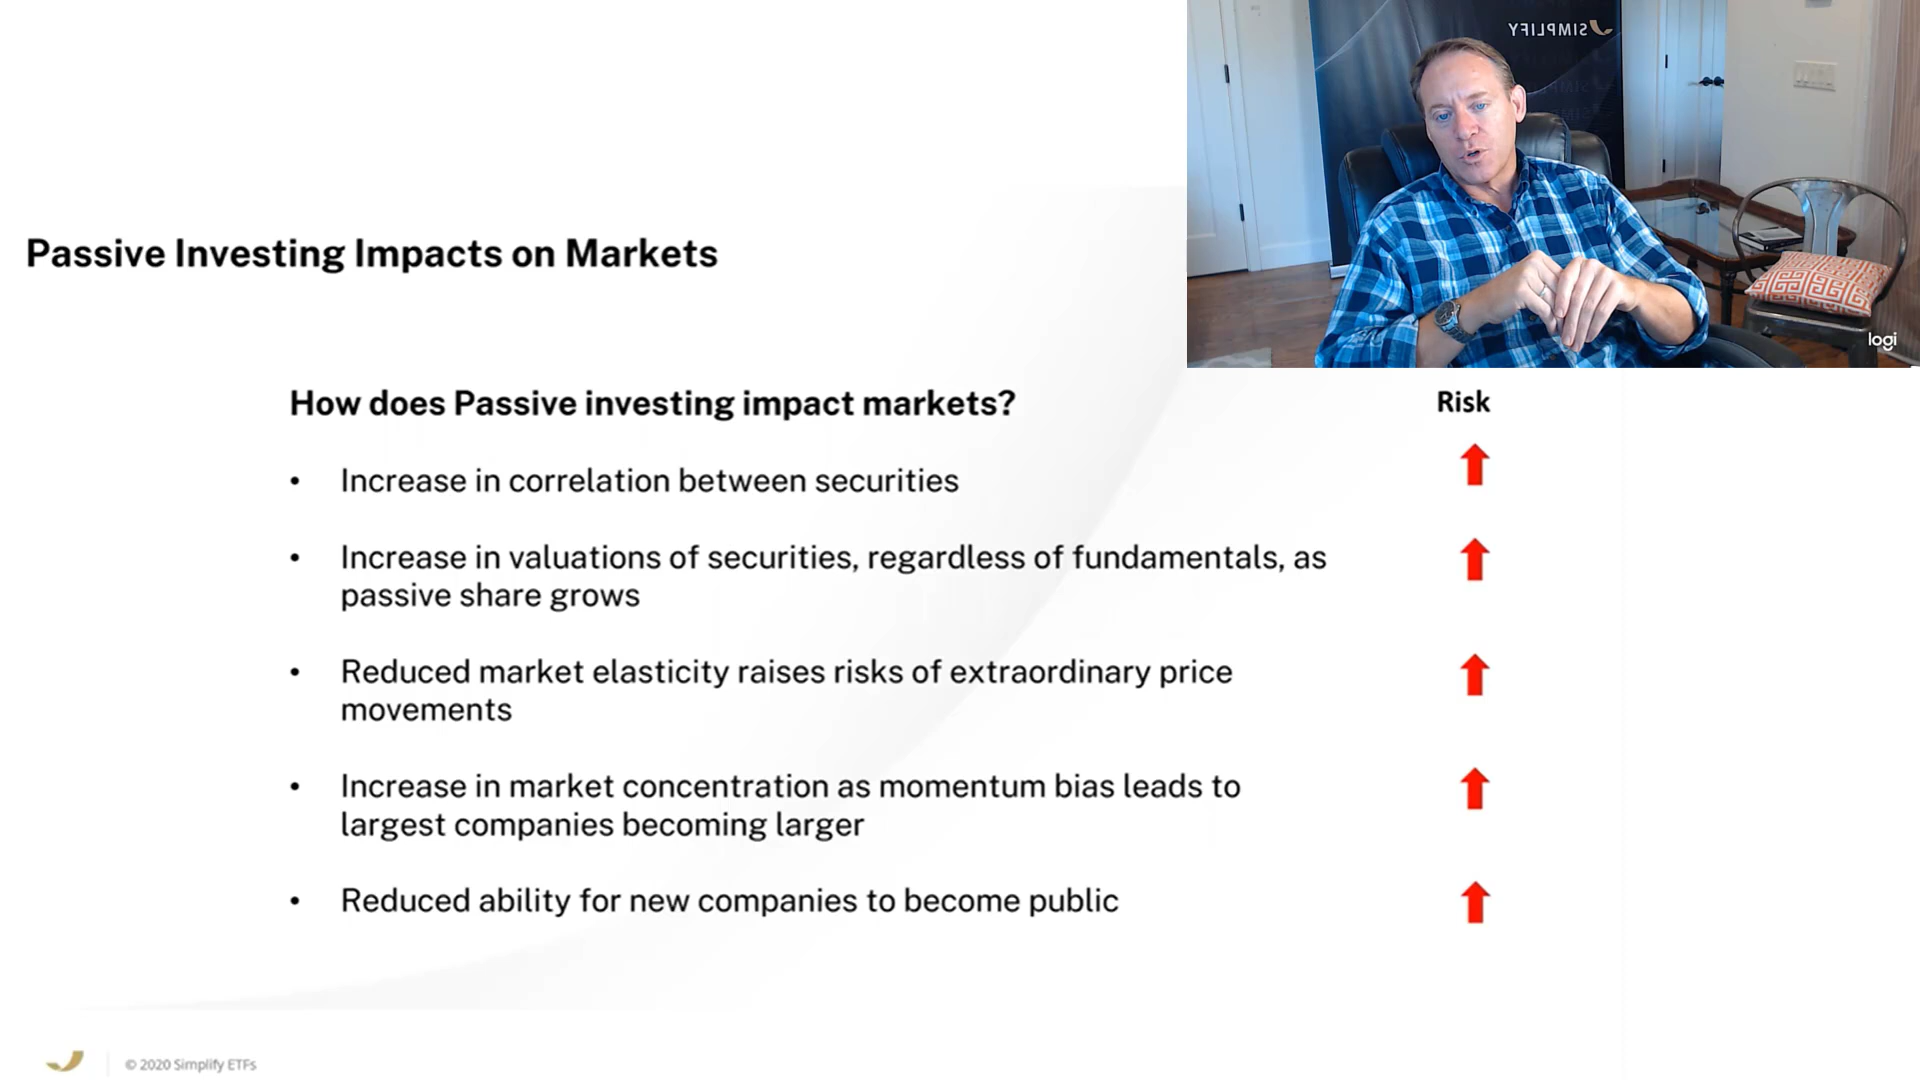 SIMPLIFY
logi
Passive Investing Impacts on Markets
How does Passive investing impact markets?
Risk
• Increase in correlation between securities
• Increase in valuations of securities, regardless of fundamentals, as
passive share grows
• Reduced market elasticity raises risks of extraordinary price
movements
• Increase in market concentration as momentum bias leads to
largest companies becoming larger
• Reduced ability for new companies to become public
© 2020 Simplify ETFs